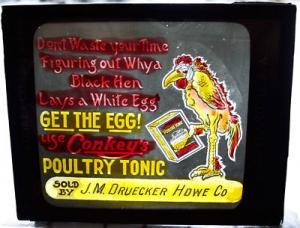 Don't Waste your Time
Figuring out Why a
Black Hen
Lays a White Egg
GET THE EGG!
use Conkey's
POULTRY TONIC
SOLD BY J.M. DRUECKER HDWE CO